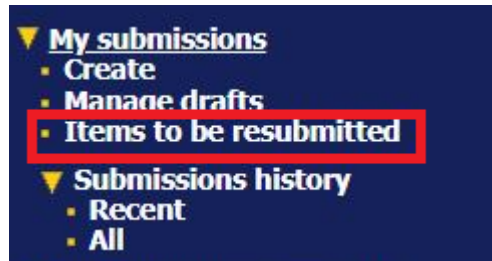 My submissions
Create
Manage drafts
Items to be resubmitted
Submissions history
Recent
All